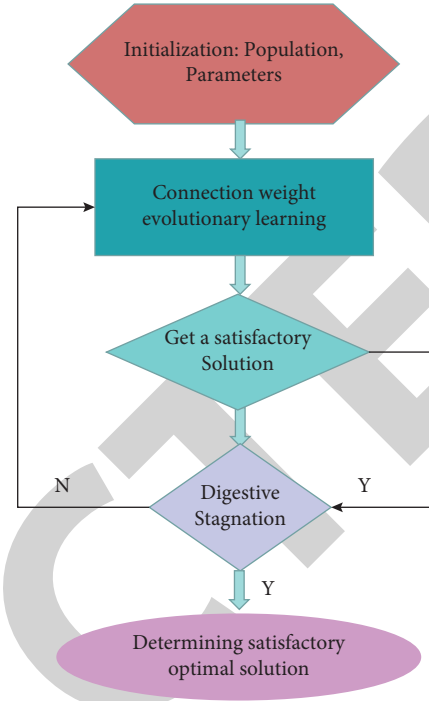 Initialization: Population,
Parameters
Connection weight
evolutionary learning
Get a satisfactory
Solution
N
Digestive
Stagnation
Y
Y
Determining satisfactory
optimal solution